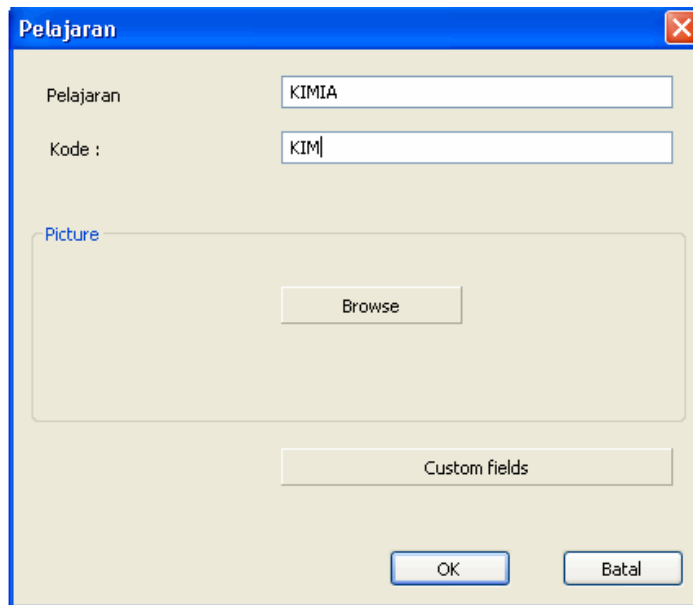 Pelajaran
Pelajaran KIMIA
Kode : KIM
Picture
Browse
Custom fields
OK Batal